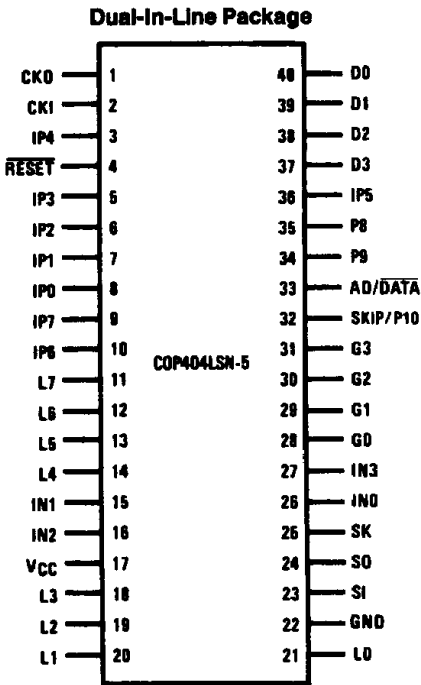 Dual-In-Line Package
CKO 1 40 D0
CKI 2 39 D1
IP4 3 38 D2
RESET 4 37 D3
IP3 5 36 IP5
IP2 6 35 P8
IP1 7 34 P9
IP0 8 33 AD/DATA
IP7 9 32 SKIP/P10
IP6 10 31 G3
COP404LSN-5
L7 11 30 G2
L6 12 29 G1
L5 13 28 G0
L4 14 27 IN3
IN1 15 26 IN0
IN2 16 25 SK
VCC 17 24 SO
L3 18 23 SI
L2 19 22 GND
L1 20 21 L0